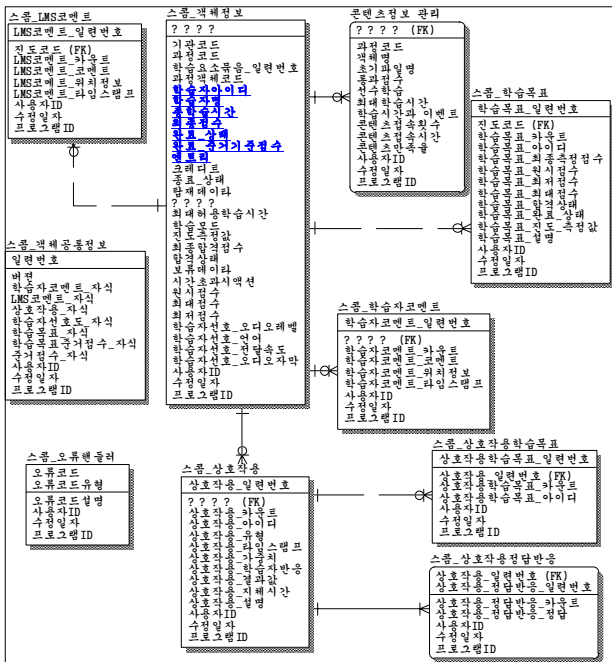 스콤_LMS코멘트
LMS코멘트_일련번호
진도코드 (FK)
LMS코멘트_카운트
LMS코멘트_코멘트
LMS코메트_위치정보
LMS코멘트_타임스탬프
사용자ID
수정일자
프로그램ID
스콤_객체정보
? ? ? ?
기관코드
과정코드
학습요소묶음_일련번호
과정객체코드
학습자아이디
학습자명
총학습시간
최종점수
완료_상태
완료_준거기준점수
엔트리
크레디트
종료_상태
탑재데이타
? ? ? ?
최대허용학습시간
학습모드
진도측정값
최종합격점수
합격상태
보류데이타
시간초과시액션
원시점수
최대점수
최저점수
학습자선호_오디오레벨
학습자선호_언어
학습자선호_전달속도
학습자선호_오디오자막
사용자ID
수정일자
프로그램ID
콘텐츠정보 관리
? ? ? ? (FK)
과정코드
객체명
초기파일명
통과점수
선수학습
최대학습시간
학습시간과 이벤트
콘텐츠접속횟수
콘텐츠접속시간
콘텐츠만족율
사용자ID
수정일자
프로그램ID
스콤_학습목표
학습목표_일련번호
진도코드 (FK)
학습목표_카운트
학습목표_아이디
학습목표_최종측정점수
학습목표_원시점수
학습목표_최저점수
학습목표_최대점수
학습목표_합격상태
학습목표_완료_상태
학습목표_진도_측정값
학습목표_설명
사용자ID
수정일자
프로그램ID
스콤_객체공통정보
일련번호
버젼
학습자코멘트_자식
LMS코멘트_자식
상호작용_자식
학습자선호도_자식
학습목표_자식
학습목표준거점수_자식
준거점수_자식
사용자ID
수정일자
프로그램ID
스콤_학습자코멘트
학습자코멘트_일련번호
? ? ? ? (FK)
학습자코멘트_카운트
학습자코멘트_코멘트
학습자코멘트_위치정보
학습자코멘트_타임스탬프
사용자ID
수정일자
프로그램ID
스콤_오류핸들러
오류코드
오류코드유형
오류코드설명
사용자ID
수정일자
프로그램ID
스콤_상호작용
상호작용_일련번호
? ? ? ? (FK)
상호작용_카운트
상호작용_아이디
상호작용_유형
상호작용_타임스탬프
상호작용_가중치
상호작용_학습자반응
상호작용_결과값
상호작용_지체시간
상호작용_설명
사용자ID
수정일자
프로그램ID
스콤_상호작용학습목표
상호작용학습목표_일련번호
상호작용_일련번호 (FK)
상호작용학습목표_카운트
상호작용학습목표_아이디
사용자ID
수정일자
프로그램ID
스콤_상호작용정답반응
상호작용_일련번호 (FK)
상호작용_정답반응_일련번호
상호작용_정답반응_카운트
상호작용_정답반응_정답
사용자ID
수정일자
프로그램ID